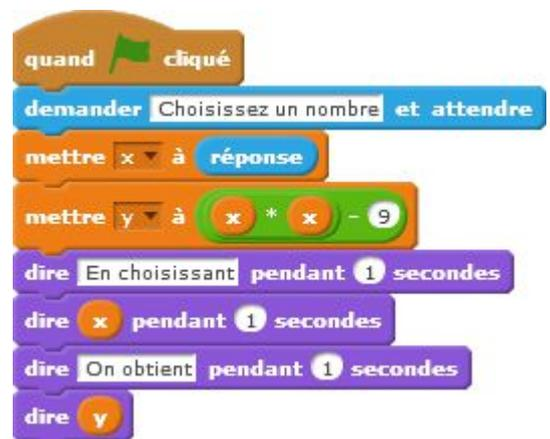 quand cliqué
demander Choisissez un nombre et attendre
mettre x à réponse
mettre y à x * x - 9
dire En choisissant pendant 1 secondes
dire x pendant 1 secondes
dire On obtient pendant 1 secondes
dire y